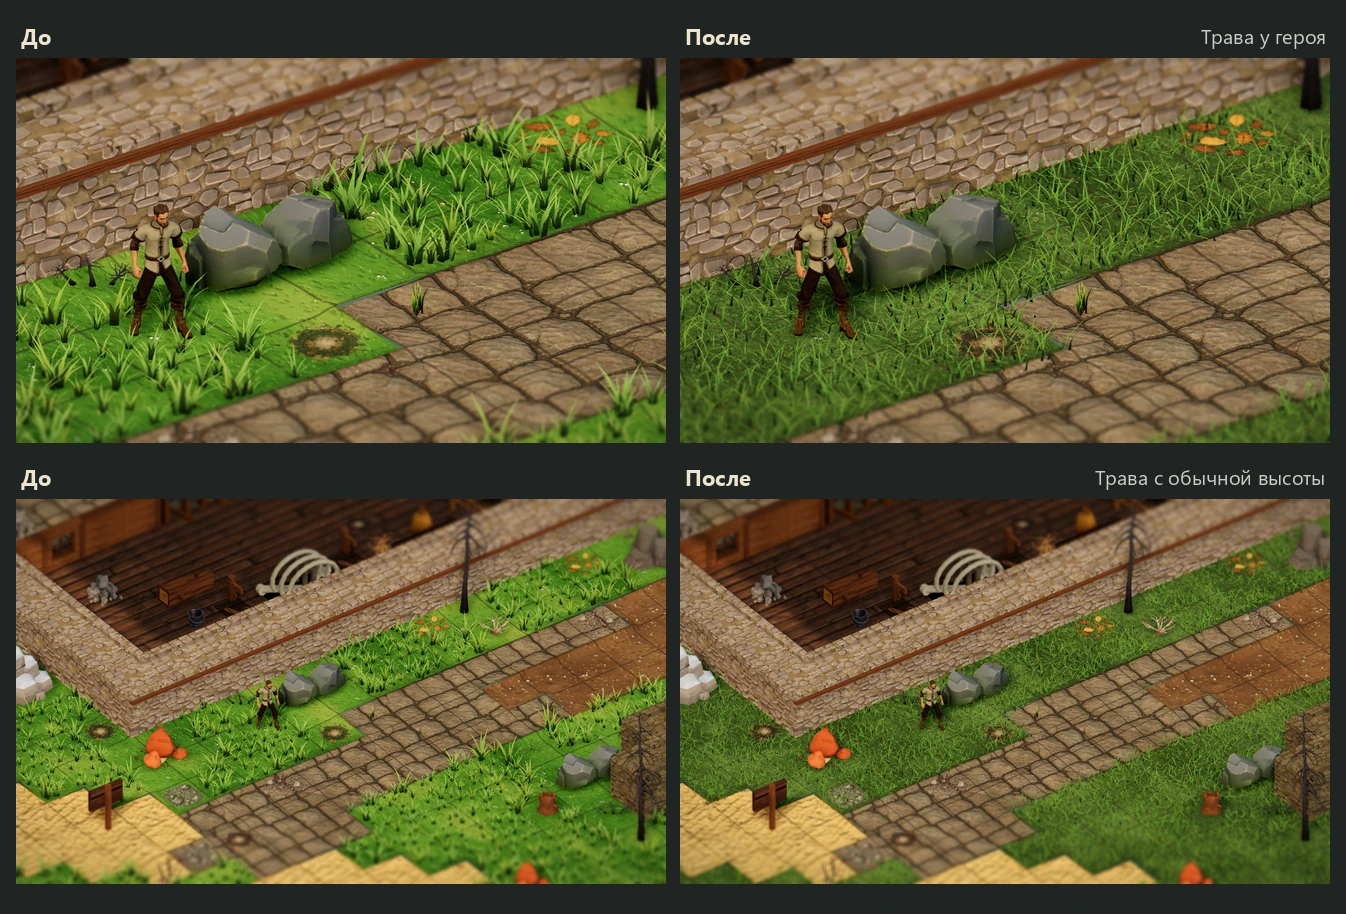 До
После
Трава у героя
До
После
Трава с обычной высоты